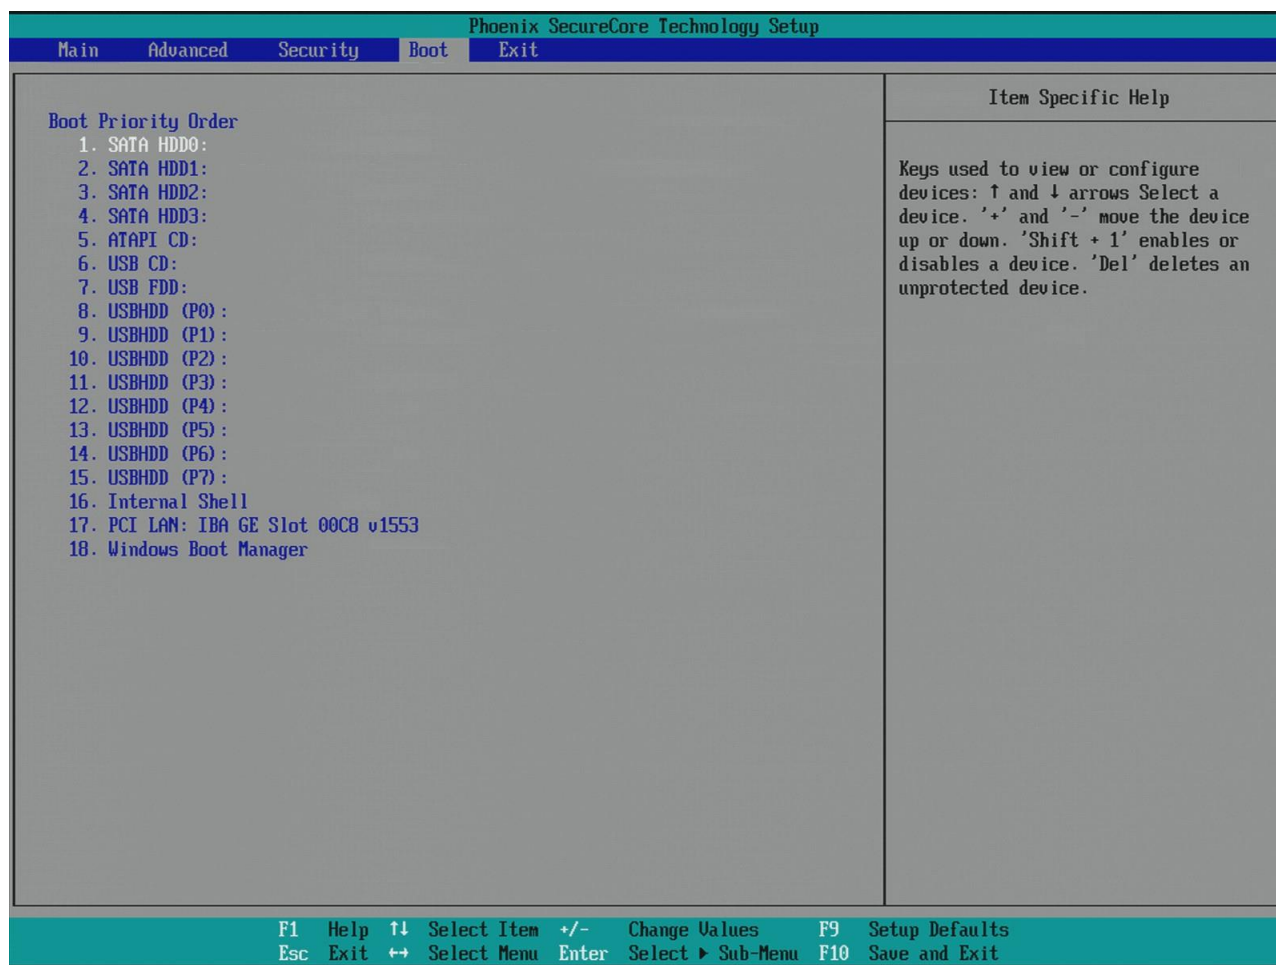 Phoenix SecureCore Technology Setup
Main Advanced Security Boot Exit
Boot Priority Order
1. SATA HDD0:
2. SATA HDD1:
3. SATA HDD2:
4. SATA HDD3:
5. ATAPI CD:
6. USB CD:
7. USB FDD:
8. USBHDD (P0):
9. USBHDD (P1):
10. USBHDD (P2):
11. USBHDD (P3):
12. USBHDD (P4):
13. USBHDD (P5):
14. USBHDD (P6):
15. USBHDD (P7):
16. Internal Shell
17. PCI LAN: IBA GE Slot 00C8 v1553
18. Windows Boot Manager
Item Specific Help
Keys used to view or configure
devices: ↑ and ↓ arrows Select a
device. '+' and '-' move the device
up or down. 'Shift + 1' enables or
disables a device. 'Del' deletes an
unprotected device.
F1 Help ↑↓ Select Item +/- Change Values F9 Setup Defaults
Esc Exit ↔ Select Menu Enter Select ▶ Sub-Menu F10 Save and Exit